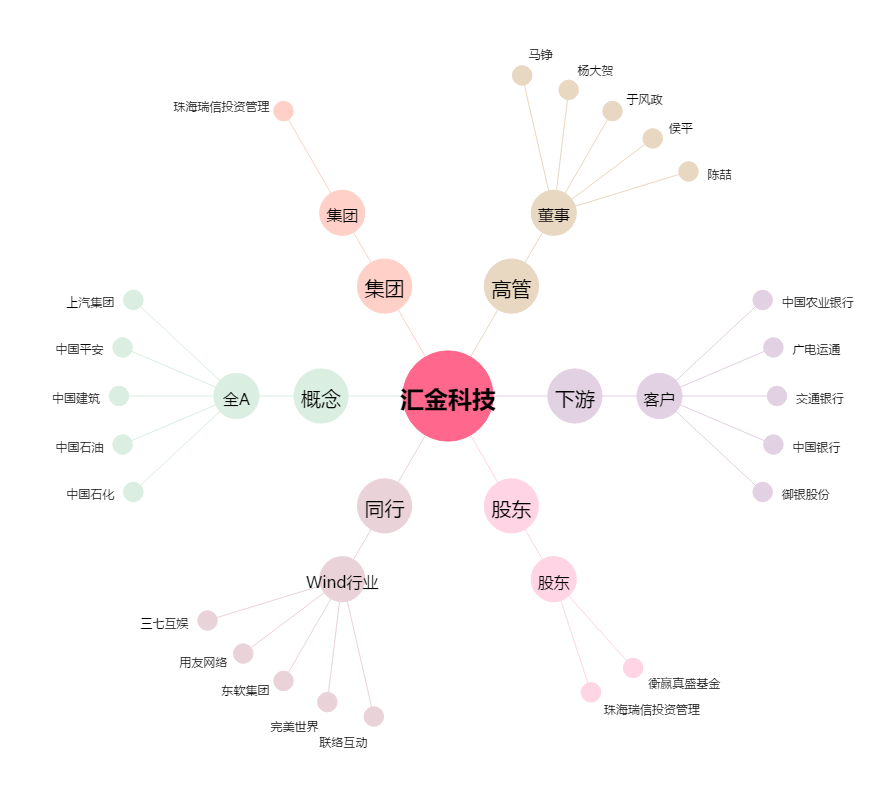 马铮
杨大贺
于风政
侯平
陈喆
珠海瑞信投资管理
集团
董事
集团
高管
上汽集团
中国平安
中国建筑
中国石油
中国石化
全A
概念
汇金科技
下游
客户
中国农业银行
广电运通
交通银行
中国银行
御银股份
同行
股东
Wind行业
股东
三七互娱
用友网络
东软集团
完美世界
联络互动
衡赢真盛基金
珠海瑞信投资管理